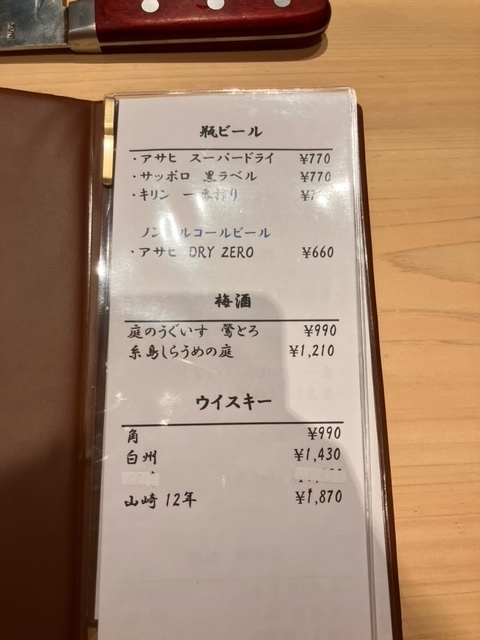 瓶ビール
・アサヒ スーパードライ ¥770
・サッポロ 黒ラベル ¥770
・キリン 一番搾り
ノンアルコールビール
・アサヒ DRY ZERO ¥660
梅酒
庭のうぐいす 鶯とろ ¥990
糸島しらうめの庭 ¥1,210
ウイスキー
角 ¥990
白州 ¥1,430
山崎 12年 ¥1,870